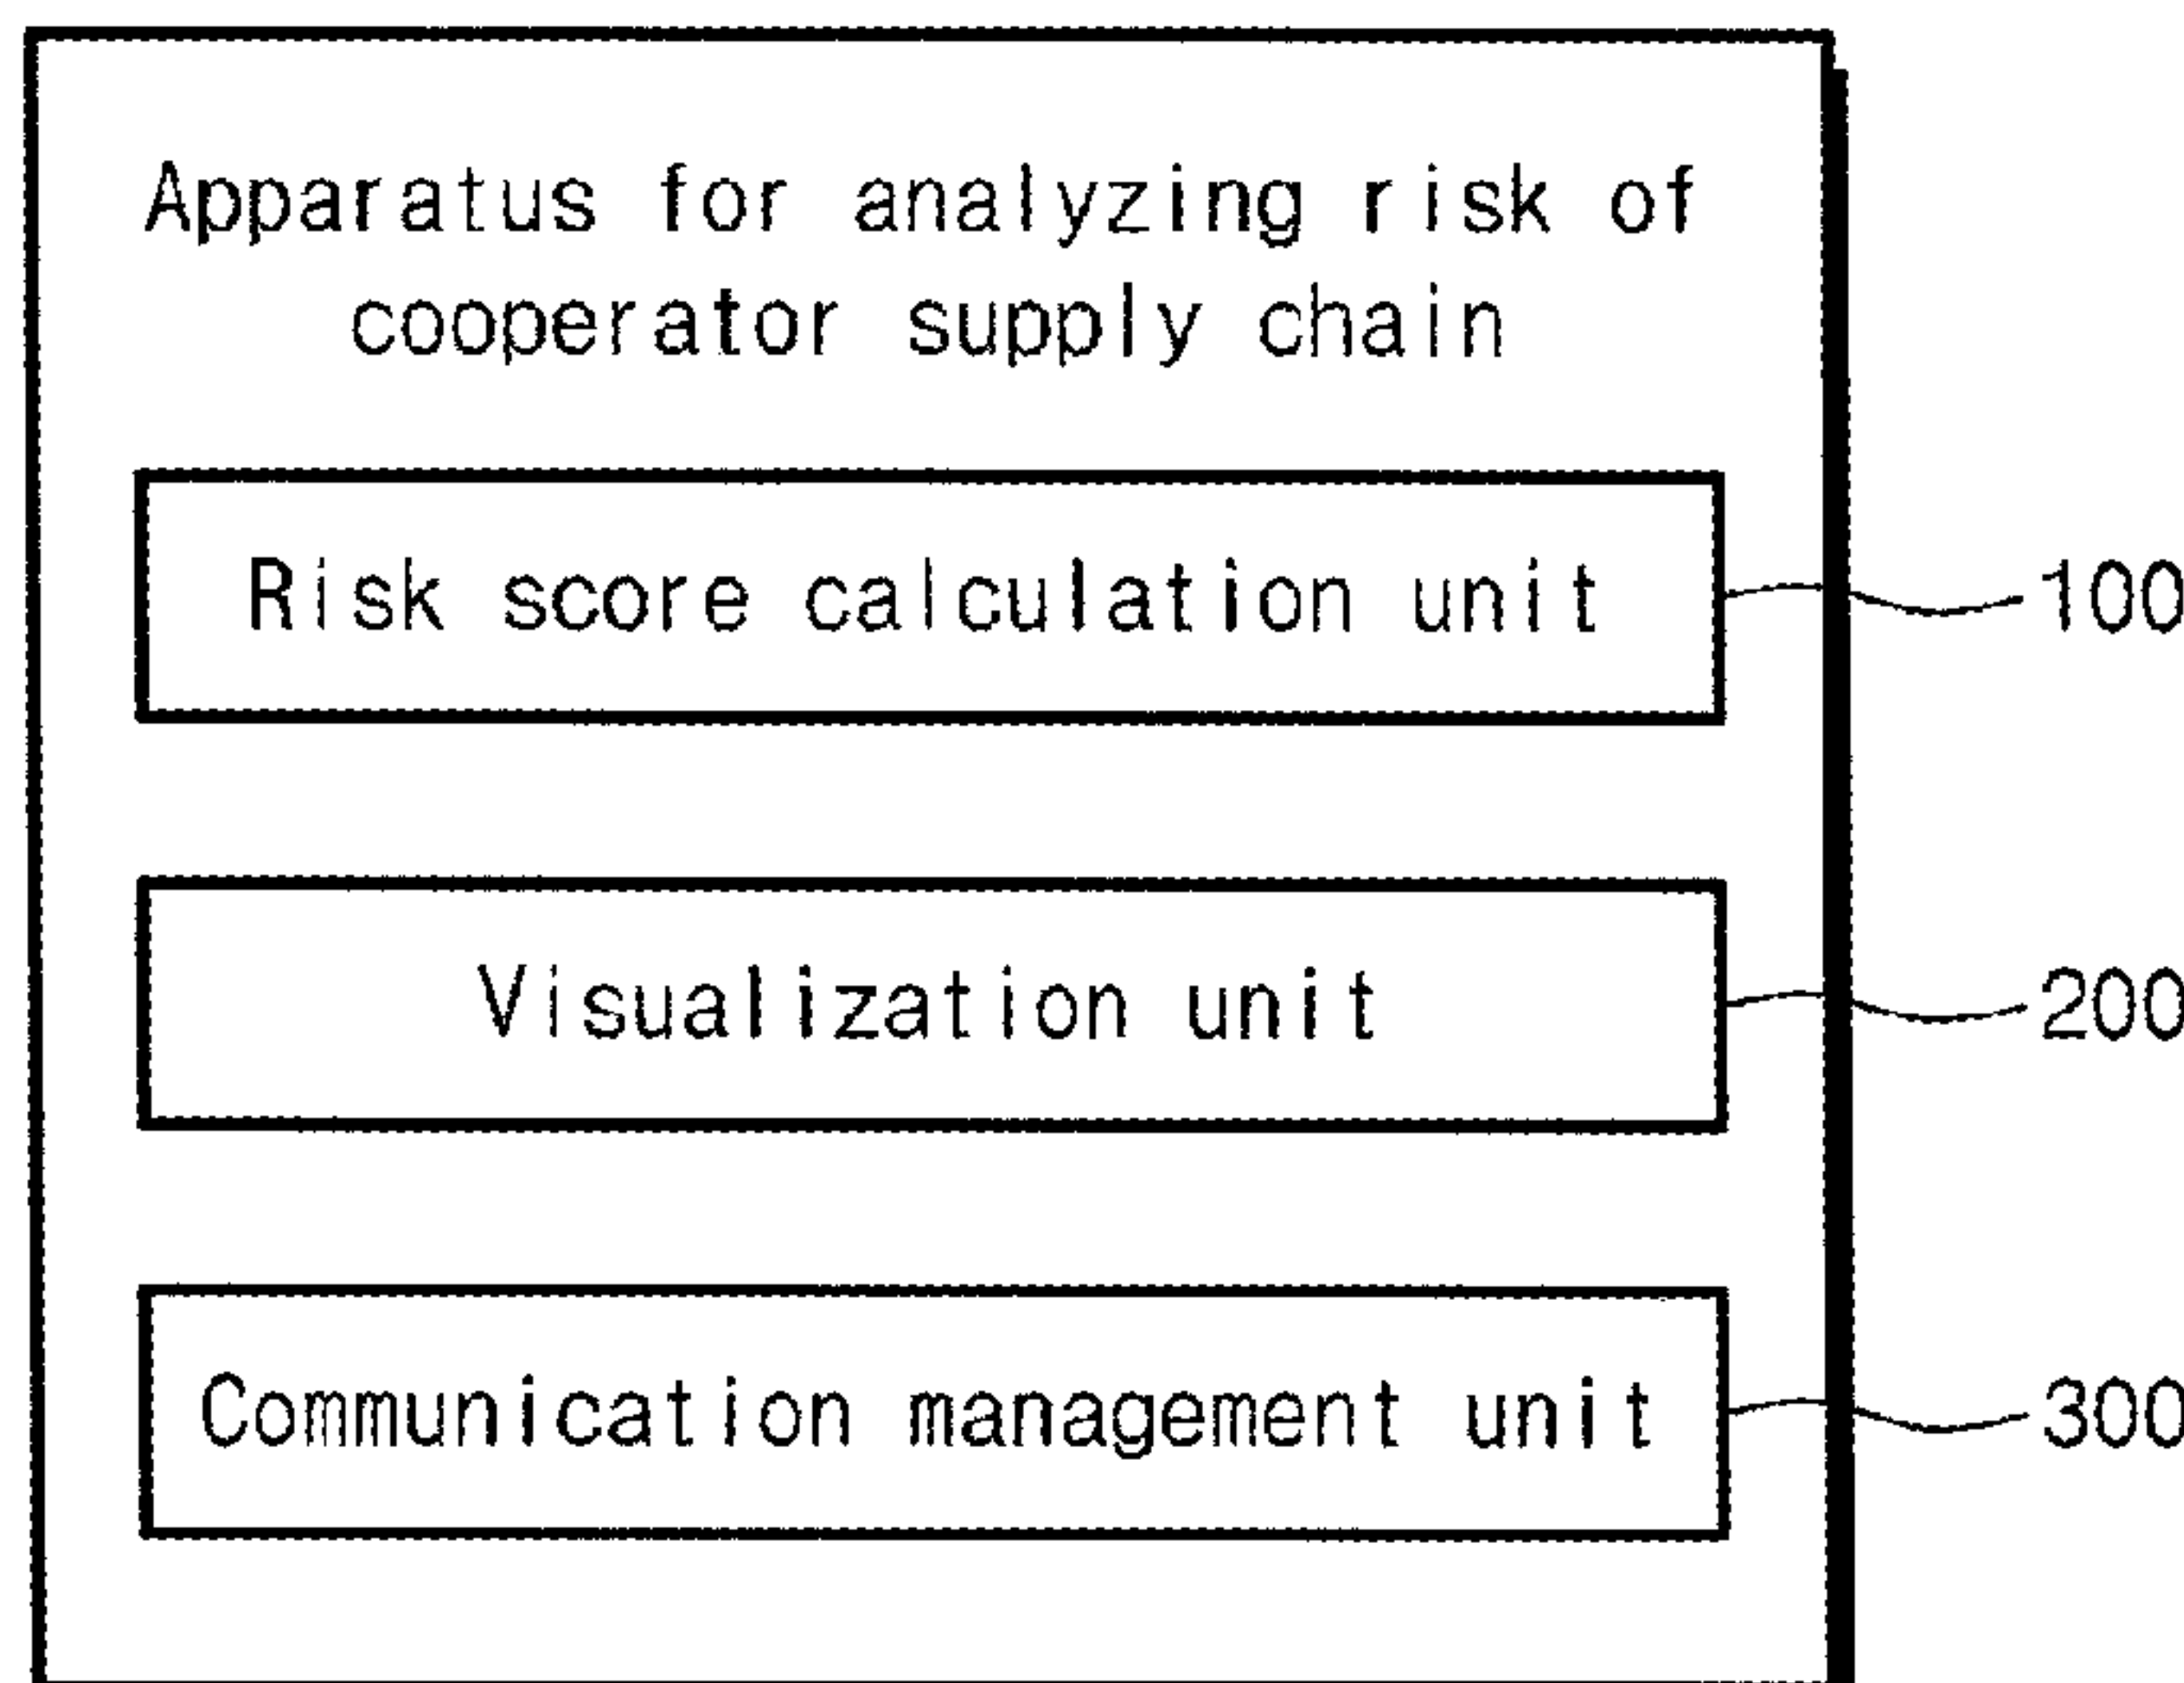 Apparatus for analyzing risk of
cooperator supply chain
Risk score calculation unit
100
Visualization unit
200
Communication management unit
300